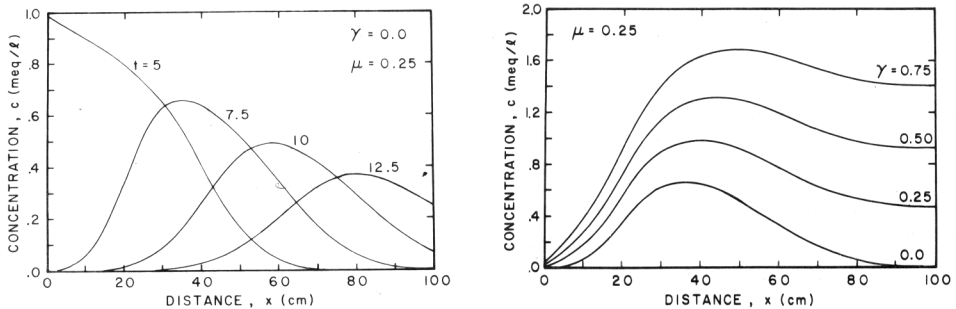 1.0
.8
.6
.4
.2
.0
CONCENTRATION, c (meq/ℓ)
γ = 0.0
μ = 0.25
t = 5
7.5
10
12.5
0 20 40 60 80 100
DISTANCE, x (cm)
2.0
1.6
1.2
.8
.4
.0
CONCENTRATION, c (meq/ℓ)
μ = 0.25
γ = 0.75
0.50
0.25
0.0
0 20 40 60 80 100
DISTANCE, x (cm)